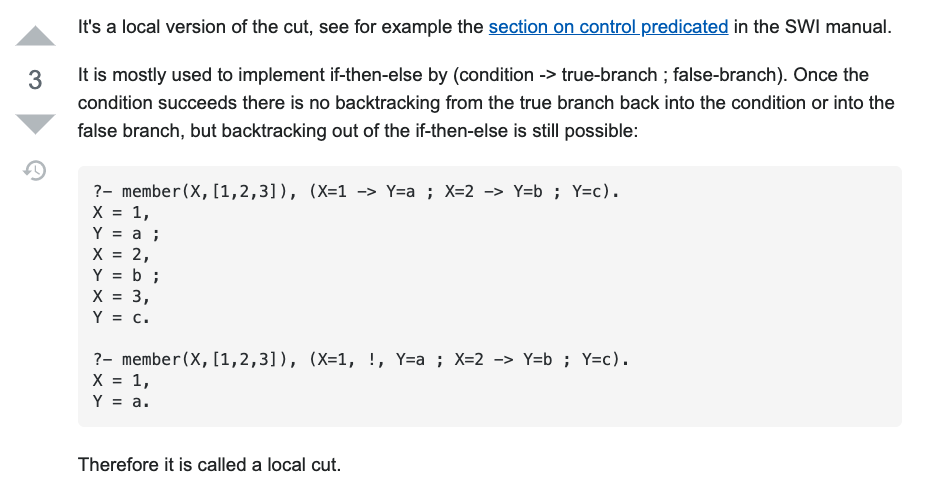 It's a local version of the cut, see for example the section on control predicated in the SWI manual.
3
It is mostly used to implement if-then-else by (condition -> true-branch ; false-branch). Once the
condition succeeds there is no backtracking from the true branch back into the condition or into the
false branch, but backtracking out of the if-then-else is still possible:
?- member(X,[1,2,3]), (X=1 -> Y=a ; X=2 -> Y=b ; Y=c).
X = 1,
Y = a ;
X = 2,
Y = b ;
X = 3,
Y = c.
?- member(X,[1,2,3]), (X=1, !, Y=a ; X=2 -> Y=b ; Y=c).
X = 1,
Y = a.
Therefore it is called a local cut.